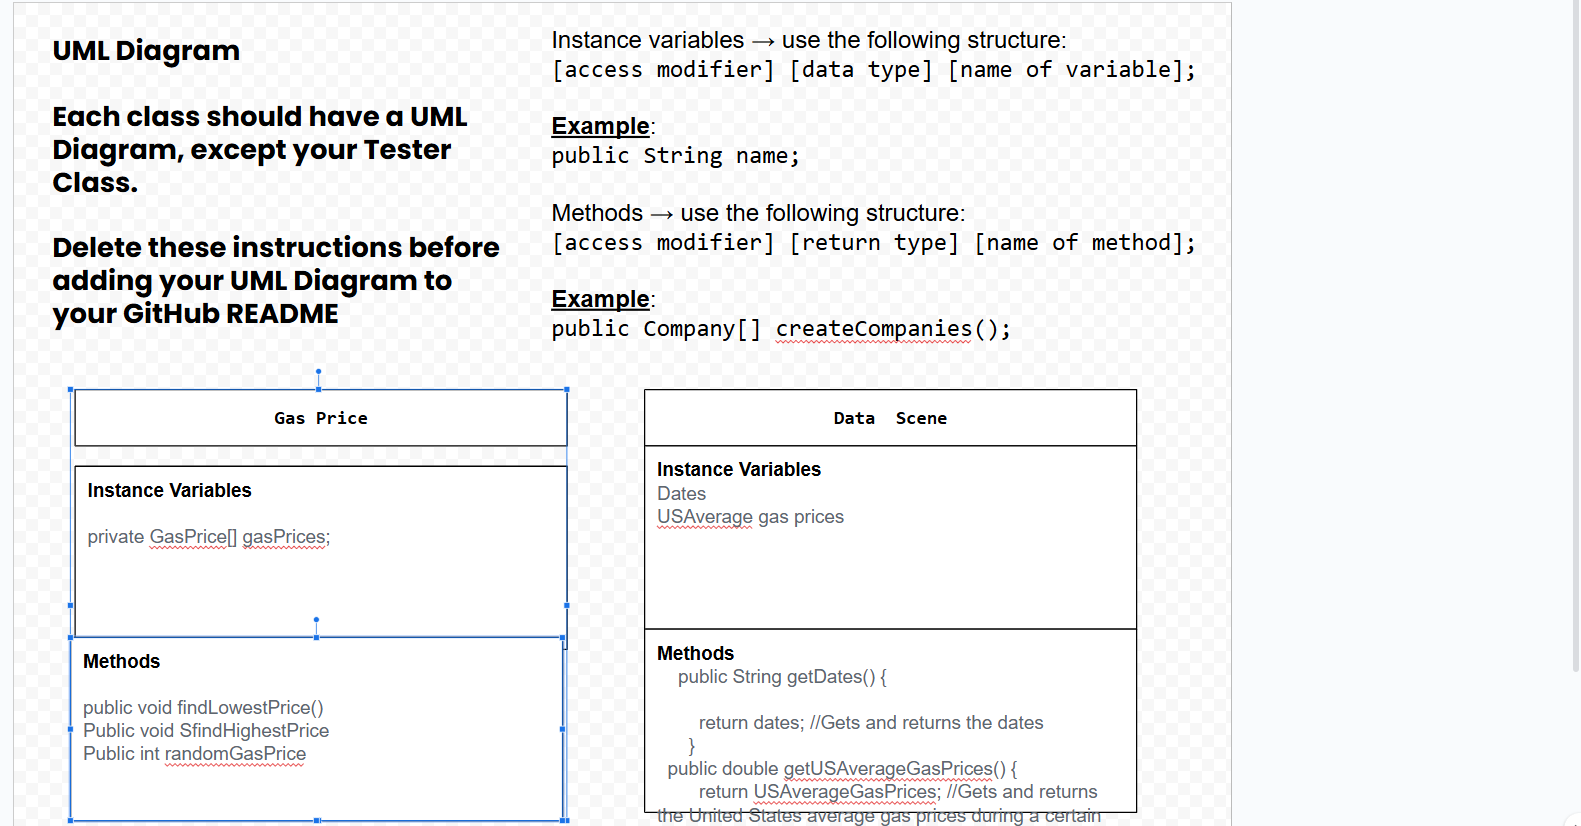 UML Diagram
Each class should have a UML
Diagram, except your Tester
Class.
Delete these instructions before
adding your UML Diagram to
your GitHub README
Instance variables → use the following structure:
[access modifier] [data type] [name of variable];
Example:
public String name;
Methods → use the following structure:
[access modifier] [return type] [name of method];
Example:
public Company[] createCompanies();
Gas Price
Instance Variables
private GasPrice[] gasPrices;
Methods
public void findLowestPrice()
Public void SfindHighestPrice
Public int randomGasPrice
Data  Scene
Instance Variables
Dates
USAverage gas prices
Methods
public String getDates() {
return dates; //Gets and returns the dates
}
public double getUSAverageGasPrices() {
return USAverageGasPrices; //Gets and returns
the United States average gas prices during a certain